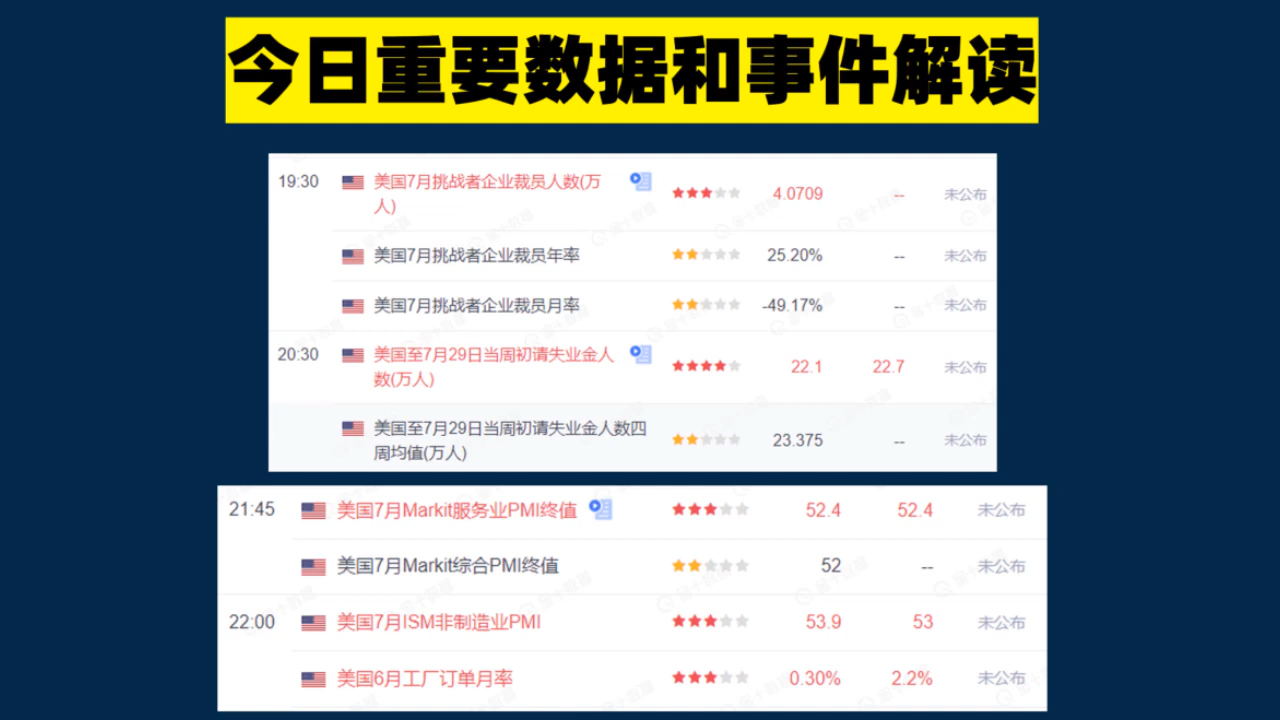 今日重要数据和事件解读
19:30 美国7月挑战者企业裁员人数(万 4.0709 -- 未公布
人)
美国7月挑战者企业裁员年率 25.20% -- 未公布
美国7月挑战者企业裁员月率 -49.17% -- 未公布
20:30 美国至7月29日当周初请失业金人 22.1 22.7 未公布
数(万人)
美国至7月29日当周初请失业金人数四 23.375 -- 未公布
周均值(万人)
21:45 美国7月Markit服务业PMI终值 52.4 52.4 未公布
美国7月Markit综合PMI终值 52 -- 未公布
22:00 美国7月ISM非制造业PMI 53.9 53 未公布
美国6月工厂订单月率 0.30% 2.2% 未公布